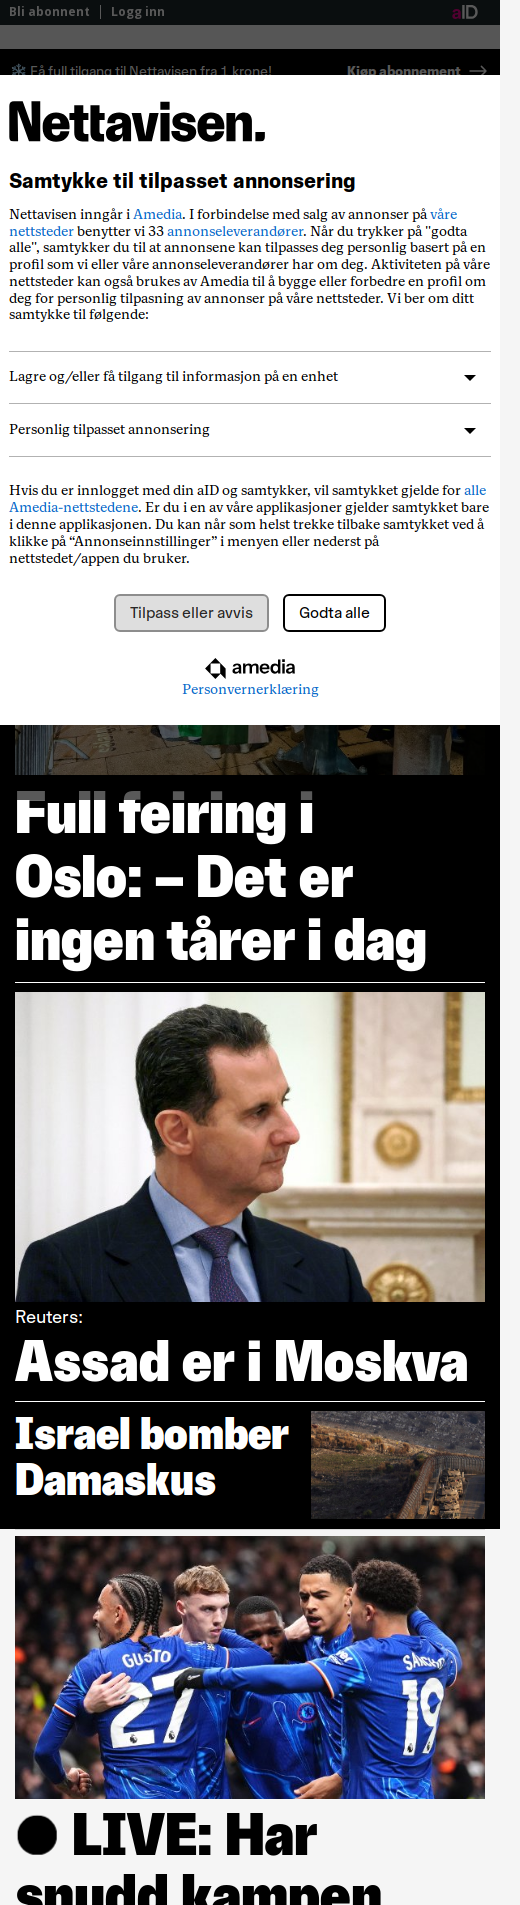 Bli abonnent | Logg inn
aID
Få full tilgang til Nettavisen fra 1 krone!
Kjøp abonnement →
Nettavisen.
Samtykke til tilpasset annonsering
Nettavisen inngår i Amedia. I forbindelse med salg av annonser på våre
nettsteder benytter vi 33 annonseleverandører. Når du trykker på "godta
alle", samtykker du til at annonsene kan tilpasses deg personlig basert på en
profil som vi eller våre annonseleverandører har om deg. Aktiviteten på våre
nettsteder kan også brukes av Amedia til å bygge eller forbedre en profil om
deg for personlig tilpasning av annonser på våre nettsteder. Vi ber om ditt
samtykke til følgende:
Lagre og/eller få tilgang til informasjon på en enhet
Personlig tilpasset annonsering
Hvis du er innlogget med din aID og samtykker, vil samtykket gjelde for alle
Amedia-nettstedene. Er du i en av våre applikasjoner gjelder samtykket bare
i denne applikasjonen. Du kan når som helst trekke tilbake samtykket ved å
klikke på “Annonseinnstillinger” i menyen eller nederst på
nettstedet/appen du bruker.
Tilpass eller avvis
Godta alle
amedia
Personvernerklæring
Full feiring i
Oslo: – Det er
ingen tårer i dag
Reuters:
Assad er i Moskva
Israel bomber
Damaskus
GUSTO
27
SANCHO
19
● LIVE: Har
snudd kampen